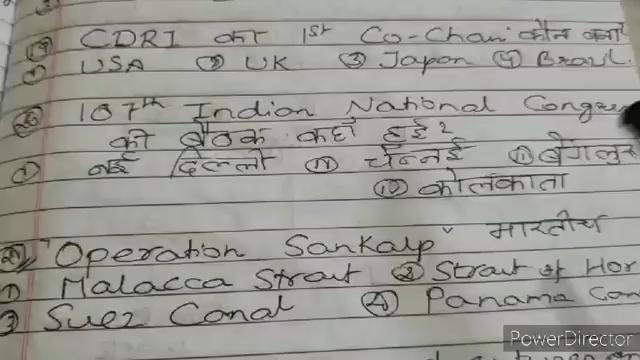 CDRI का 1st Co-Chair कौन बना
① USA ② UK ③ Japan ④ Brazil.
107th Indian National Congres
की बैठक कहाँ हुई?
① नई दिल्ली ② चेन्नई ③ बेंगलुरु
④ कोलकाता
"Operation Sankalp" भारतीय
① Malacca Strait ② Strait of Hor
③ Suez Canal ④ Panama Can
PowerDirector